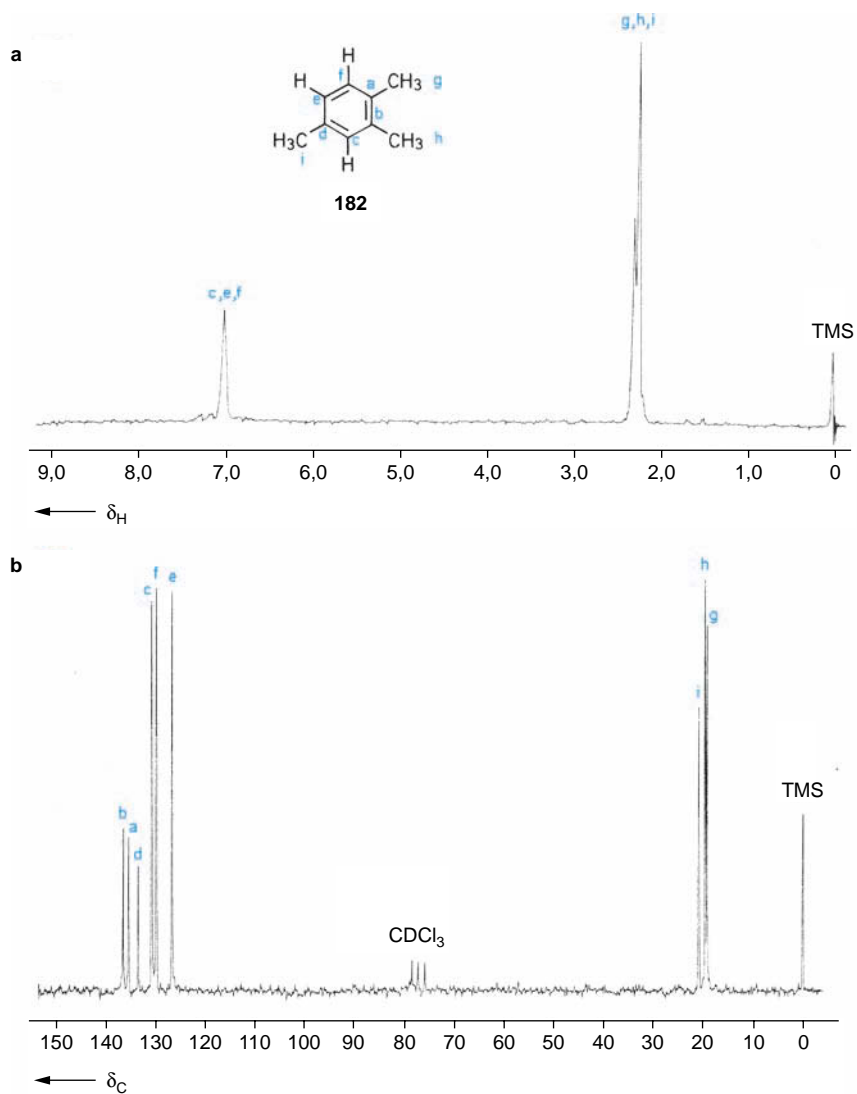 a
g,h,i
H
H f a CH3 g
e b
H3C d c CH3 h
i H
182
c,e,f
TMS
9,0 8,0 7,0 6,0 5,0 4,0 3,0 2,0 1,0 0
δH
b
c f e
h
g
i
b a d
TMS
CDCl3
150 140 130 120 110 100 90 80 70 60 50 40 30 20 10 0
δC